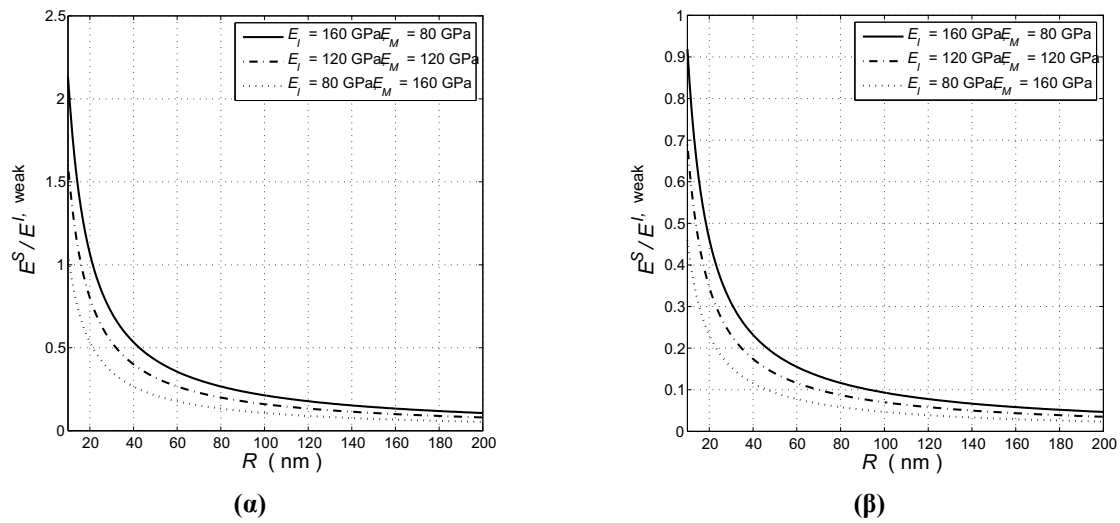 2.5
2
1.5
1
0.5
0
20 40 60 80 100 120 140 160 180 200
R ( nm )
E^S / E^I, weak
E_I = 160 GPa, E_M = 80 GPa
E_I = 120 GPa, E_M = 120 GPa
E_I = 80 GPa, E_M = 160 GPa
(α)
1
0.9
0.8
0.7
0.6
0.5
0.4
0.3
0.2
0.1
0
20 40 60 80 100 120 140 160 180 200
R ( nm )
E^S / E^I, weak
E_I = 160 GPa, E_M = 80 GPa
E_I = 120 GPa, E_M = 120 GPa
E_I = 80 GPa, E_M = 160 GPa
(β)